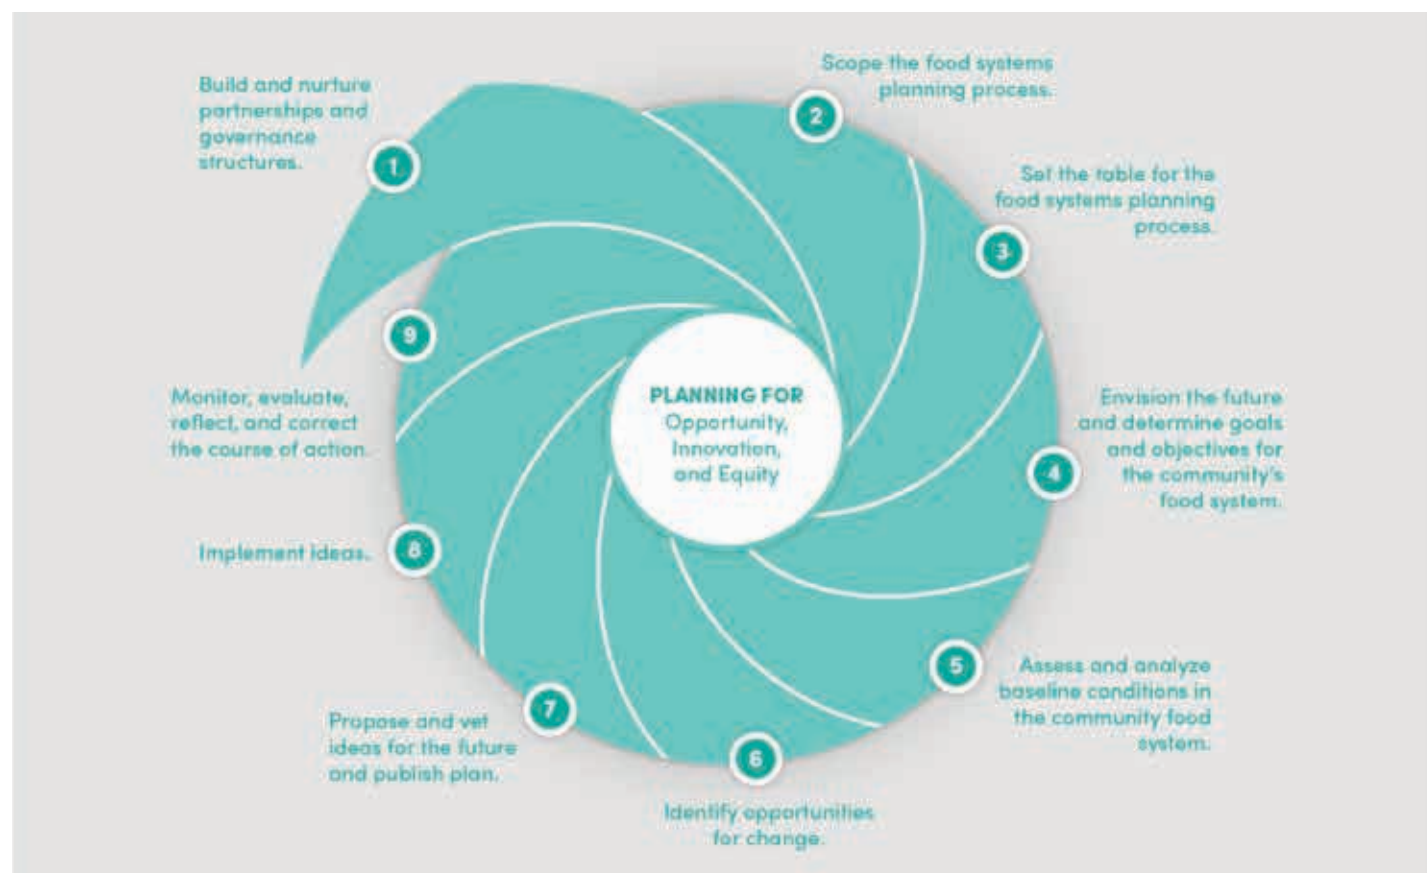 1
Build and nurture
partnerships and
governance
structures.
2
Scope the food systems
planning process.
3
Set the table for the
food systems planning
process.
4
Envision the future
and determine goals
and objectives for
the community's
food system.
5
Assess and analyze
baseline conditions in
the community food
system.
6
Identify opportunities
for change.
7
Propose and vet
ideas for the future
and publish plan.
8
Implement ideas.
9
Monitor, evaluate,
reflect, and correct
the course of action.
PLANNING FOR
Opportunity,
Innovation,
and Equity